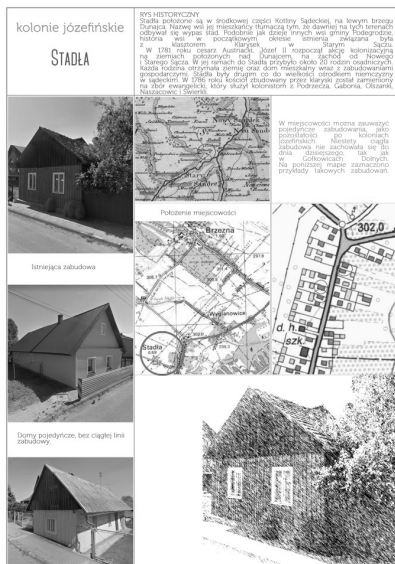 kolonie józefińskie
STADŁA
RYS HISTORYCZNY
Stadła położone są w środkowej części Kotliny Sądeckiej, na lewym brzegu
Dunajca. Nazwę wsi jej mieszkańcy tłumaczą tym, że dawniej na tych terenach
odbywał się wypas stad. Podobnie jak dzieje innych wsi gminy Podegrodzie,
historia wsi w początkowym okresie istnienia związana była
z klasztorem Klarysek w Starym Sączu.
W 1781 roku cesarz Austriacki, Józef II rozpoczął akcję kolonizacyjną
na ziemiach położonych nad Dunajcem, na zachód od Nowego
i Starego Sącza. W jej ramach do Stadła przybyło około 20 rodzin osadniczych.
Każda rodzina otrzymała ziemię oraz dom mieszkalny wraz z zabudowaniami
gospodarczymi. Stadła były drugim co do wielkości ośrodkiem niemczyzny
w sądeckim. W 1786 roku kościół zbudowany przez klaryski został zamieniony
na zbór ewangelicki, który służył kolonistom z Podrzecza, Gabonia, Olszanki,
Naszacowic i Świerkli.
W miejscowości można zauważyć
pojedyńcze zabudowania, jako
pozostałości po koloniach
józefińskich. Niestety ciągła
zabudowa nie zachowała się do
dnia dzisiejszego, tak jak
w Gołkowicach Dolnych.
Na poniższej mapie zaznaczono
przykłady takowych zabudowań.
Stary
Położenie miejscowości
Brzezna
Wyglanowice
Stadła
302,0
d. h.
szk.
Istniejąca zabudowa
Domy pojedyńcze, bez ciągłej linii
zabudowy.